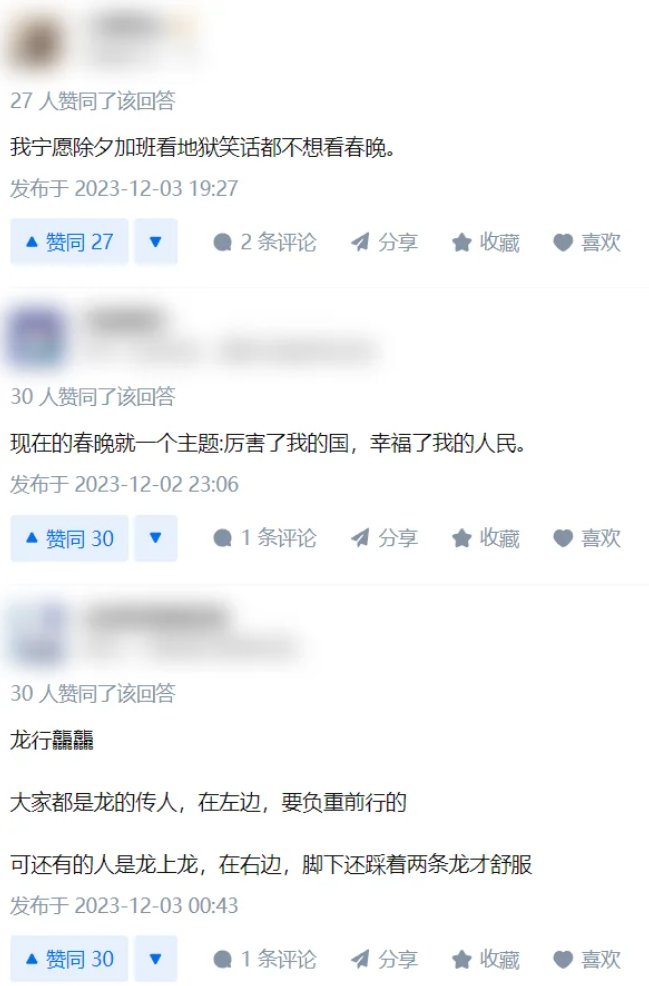 27 人赞同了该回答
我宁愿除夕加班看地狱笑话都不想看春晚。
发布于 2023-12-03 19:27
赞同 27 2 条评论 分享 收藏 喜欢
30 人赞同了该回答
现在的春晚就一个主题:厉害了我的国，幸福了我的人民。
发布于 2023-12-02 23:06
赞同 30 1 条评论 分享 收藏 喜欢
30 人赞同了该回答
龙行龘龘
大家都是龙的传人，在左边，要负重前行的
可还有的人是龙上龙，在右边，脚下还踩着两条龙才舒服
发布于 2023-12-03 00:43
赞同 30 1 条评论 分享 收藏 喜欢